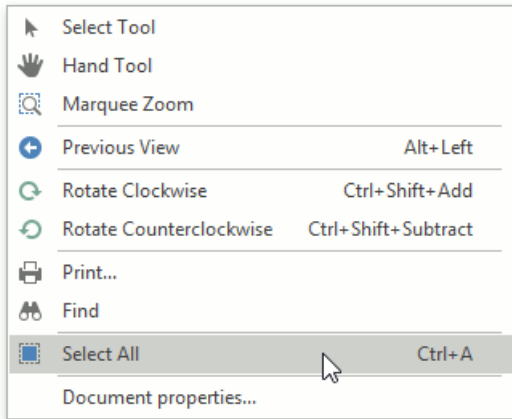 Select Tool
Hand Tool
Marquee Zoom
Previous View Alt+Left
Rotate Clockwise Ctrl+Shift+Add
Rotate Counterclockwise Ctrl+Shift+Subtract
Print...
Find
Select All Ctrl+A
Document properties...